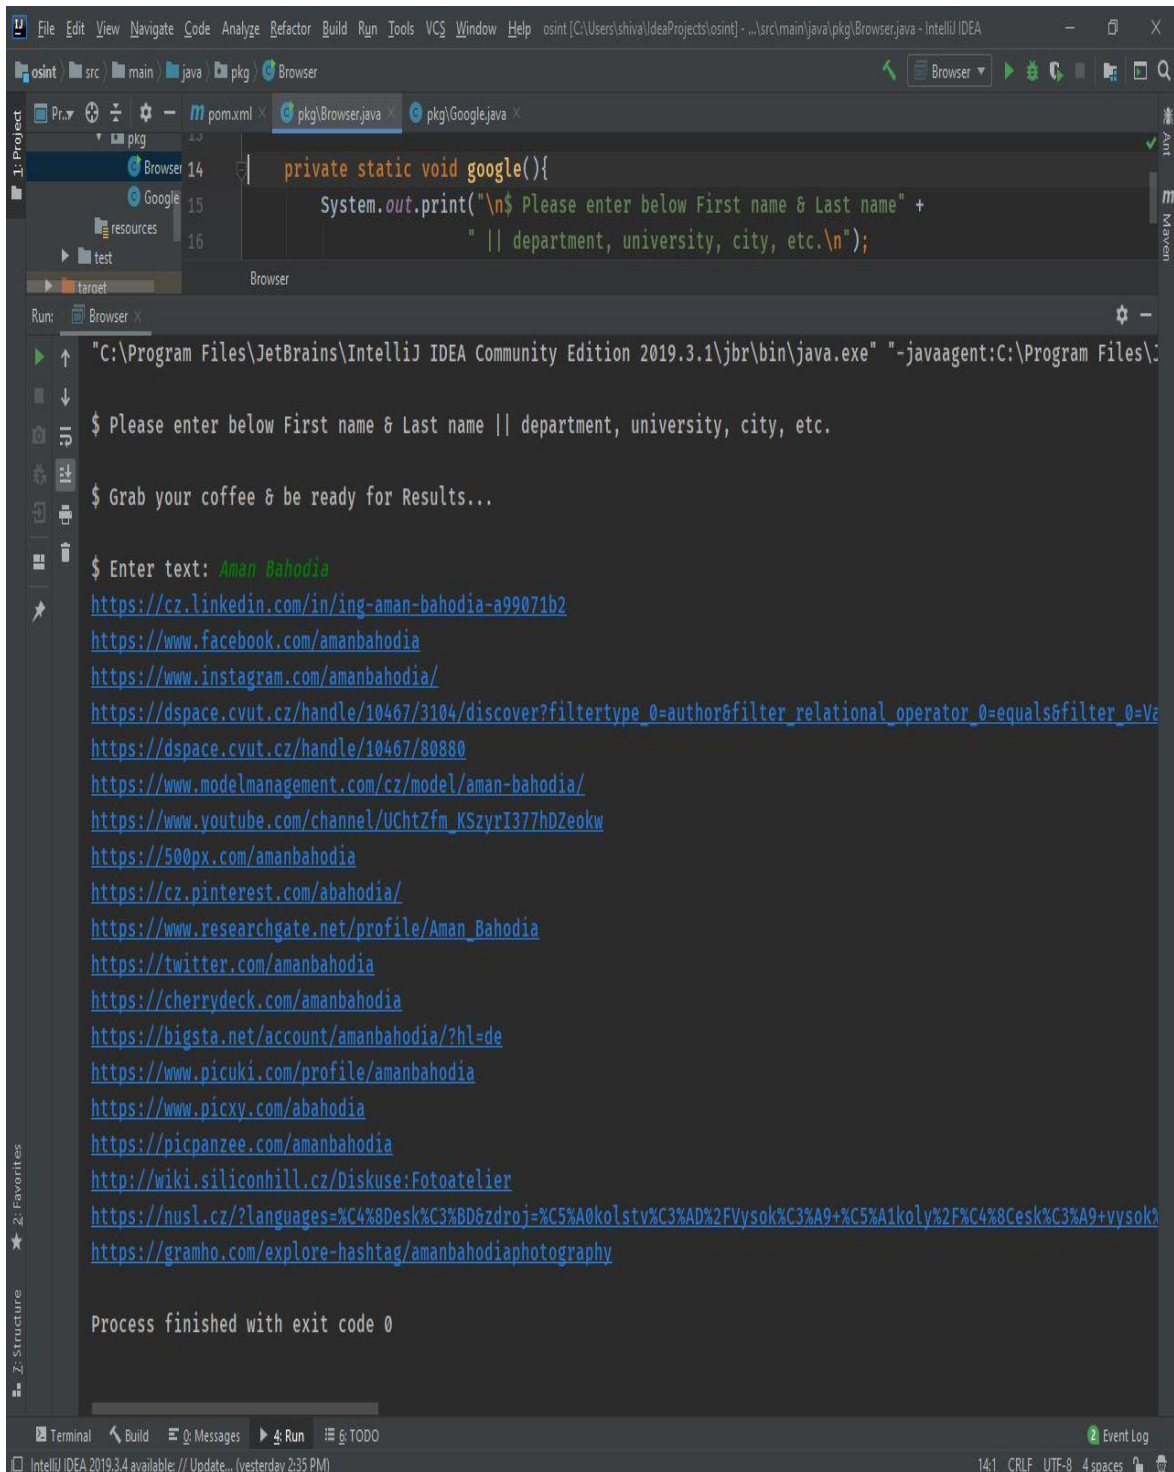 File Edit View Navigate Code Analyze Refactor Build Run Tools VCS Window Help osint [C:\Users\shiva\IdeaProjects\osint] - ...\src\main\java\pkg\Browser.java - IntelliJ IDEA
osint src main java pkg Browser Browser
1: Project
Pr..
pom.xml
pkg\Browser.java
pkg\Google.java
Ant
Maven
pkg
Browser
Google
resources
test
target
14 private static void google(){
15 System.out.print("\n$ Please enter below First name & Last name" +
16 " || department, university, city, etc.\n");
Browser
Run: Browser
"C:\Program Files\JetBrains\IntelliJ IDEA Community Edition 2019.3.1\jbr\bin\java.exe" "-javaagent:C:\Program Files\J
$ Please enter below First name & Last name || department, university, city, etc.
$ Grab your coffee & be ready for Results...
$ Enter text: Aman Bahodia
https://cz.linkedin.com/in/ing-aman-bahodia-a99071b2
https://www.facebook.com/amanbahodia
https://www.instagram.com/amanbahodia/
https://dspace.cvut.cz/handle/10467/3104/discover?filtertype_0=author&filter_relational_operator_0=equals&filter_0=Va
https://dspace.cvut.cz/handle/10467/80880
https://www.modelmanagement.com/cz/model/aman-bahodia/
https://www.youtube.com/channel/UChtZfm_KSzyrI377hDZeokw
https://500px.com/amanbahodia
https://cz.pinterest.com/abahodia/
https://www.researchgate.net/profile/Aman_Bahodia
https://twitter.com/amanbahodia
https://cherrydeck.com/amanbahodia
https://bigsta.net/account/amanbahodia/?hl=de
https://www.picuki.com/profile/amanbahodia
https://www.picxy.com/abahodia
https://picpanzee.com/amanbahodia
http://wiki.siliconhill.cz/Diskuse:Fotoatelier
https://nusl.cz/?languages=%C4%8Desk%C3%BD&zdroj=%C5%A0kolstv%C3%AD%2FVysok%C3%A9+%C5%A1koly%2F%C4%8Cesk%C3%A9+vysok%
https://gramho.com/explore-hashtag/amanbahodiaphotography
Process finished with exit code 0
2: Favorites
7: Structure
Terminal Build 0: Messages 4: Run 6: TODO 2 Event Log
IntelliJ IDEA 2019.3.4 available: // Update... (yesterday 2:35 PM) 14:1 CRLF UTF-8 4 spaces